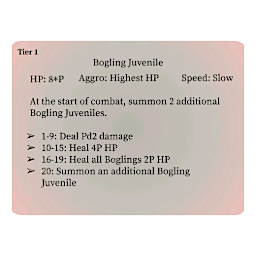 Tier 1
Bogling Juvenile
HP: 8*P Aggro: Highest HP Speed: Slow
At the start of combat, summon 2 additional
Bogling Juveniles.
➢ 1-9: Deal Pd2 damage
➢ 10-15: Heal 4P HP
➢ 16-19: Heal all Boglings 2P HP
➢ 20: Summon an additional Bogling
Juvenile